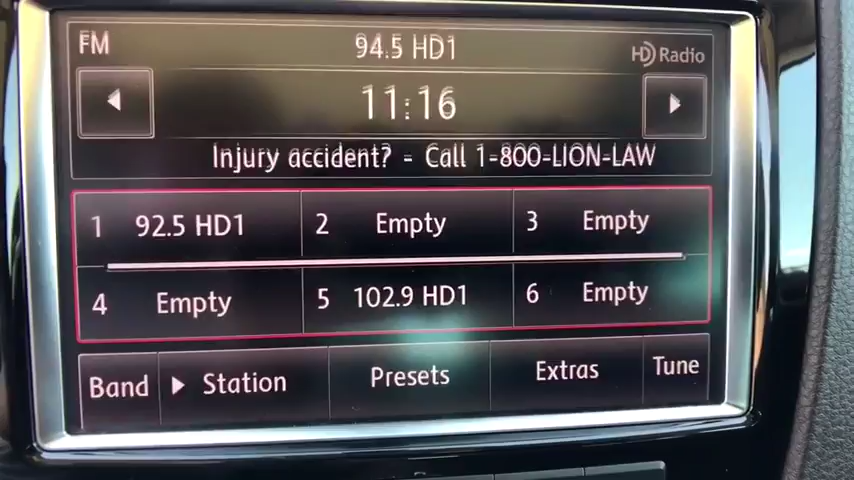 FM 94.5 HD1 HD Radio
11:16
Injury accident? - Call 1-800-LION-LAW
1 92.5 HD1 2 Empty 3 Empty
4 Empty 5 102.9 HD1 6 Empty
Band Station Presets Extras Tune